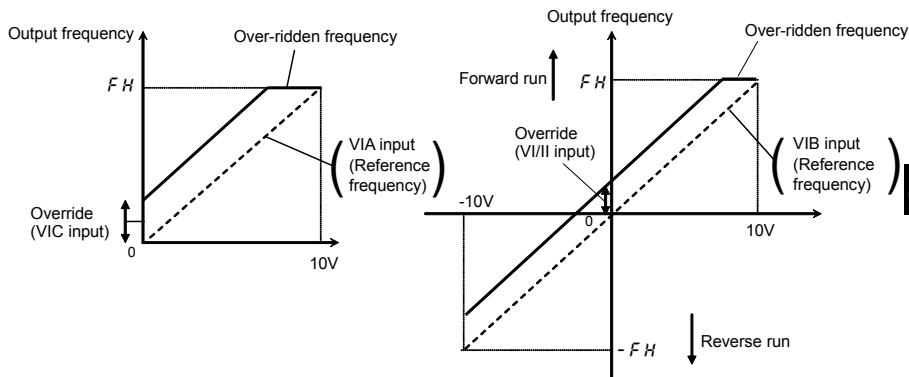 Output frequency
Over-ridden frequency
FH
VIA input
(Reference
frequency)
Override
(VIC input)
0
10V
Output frequency
Over-ridden frequency
Forward run
FH
Override
(VI/II input)
VIB input
(Reference
frequency)
-10V
0
10V
-FH
Reverse run